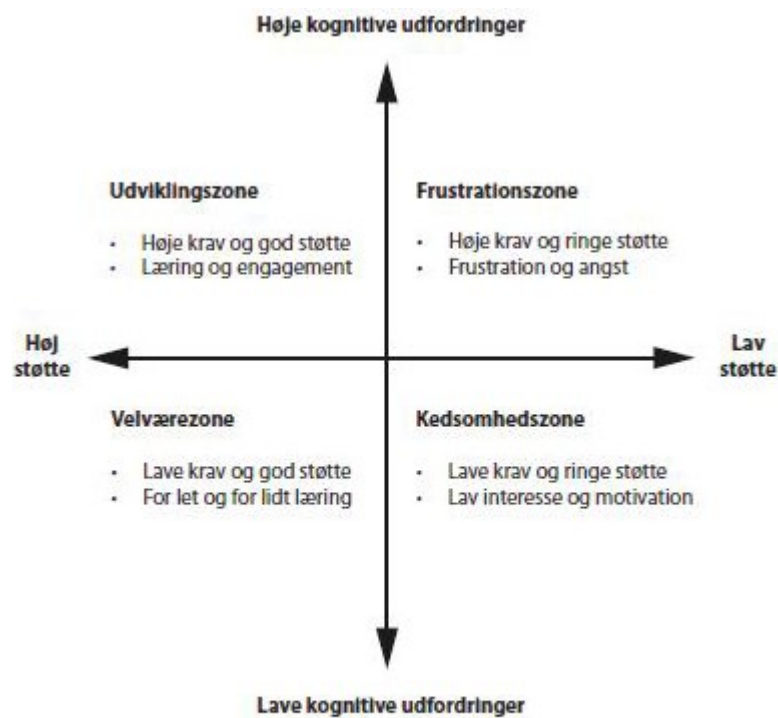 Høje kognitive udfordringer
Udviklingszone
• Høje krav og god støtte
• Læring og engagement
Frustrationszone
• Høje krav og ringe støtte
• Frustration og angst
Høj
støtte
Lav
støtte
Velværezone
• Lave krav og god støtte
• For let og for lidt læring
Kedsomhedszone
• Lave krav og ringe støtte
• Lav interesse og motivation
Lave kognitive udfordringer